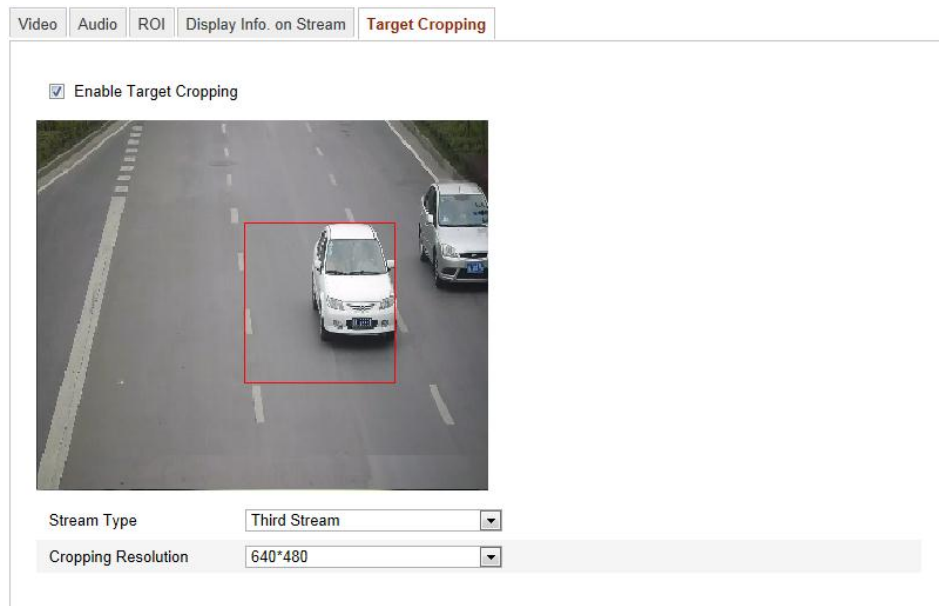 Video Audio ROI Display Info. on Stream Target Cropping
Enable Target Cropping
Stream Type Third Stream
Cropping Resolution 640*480